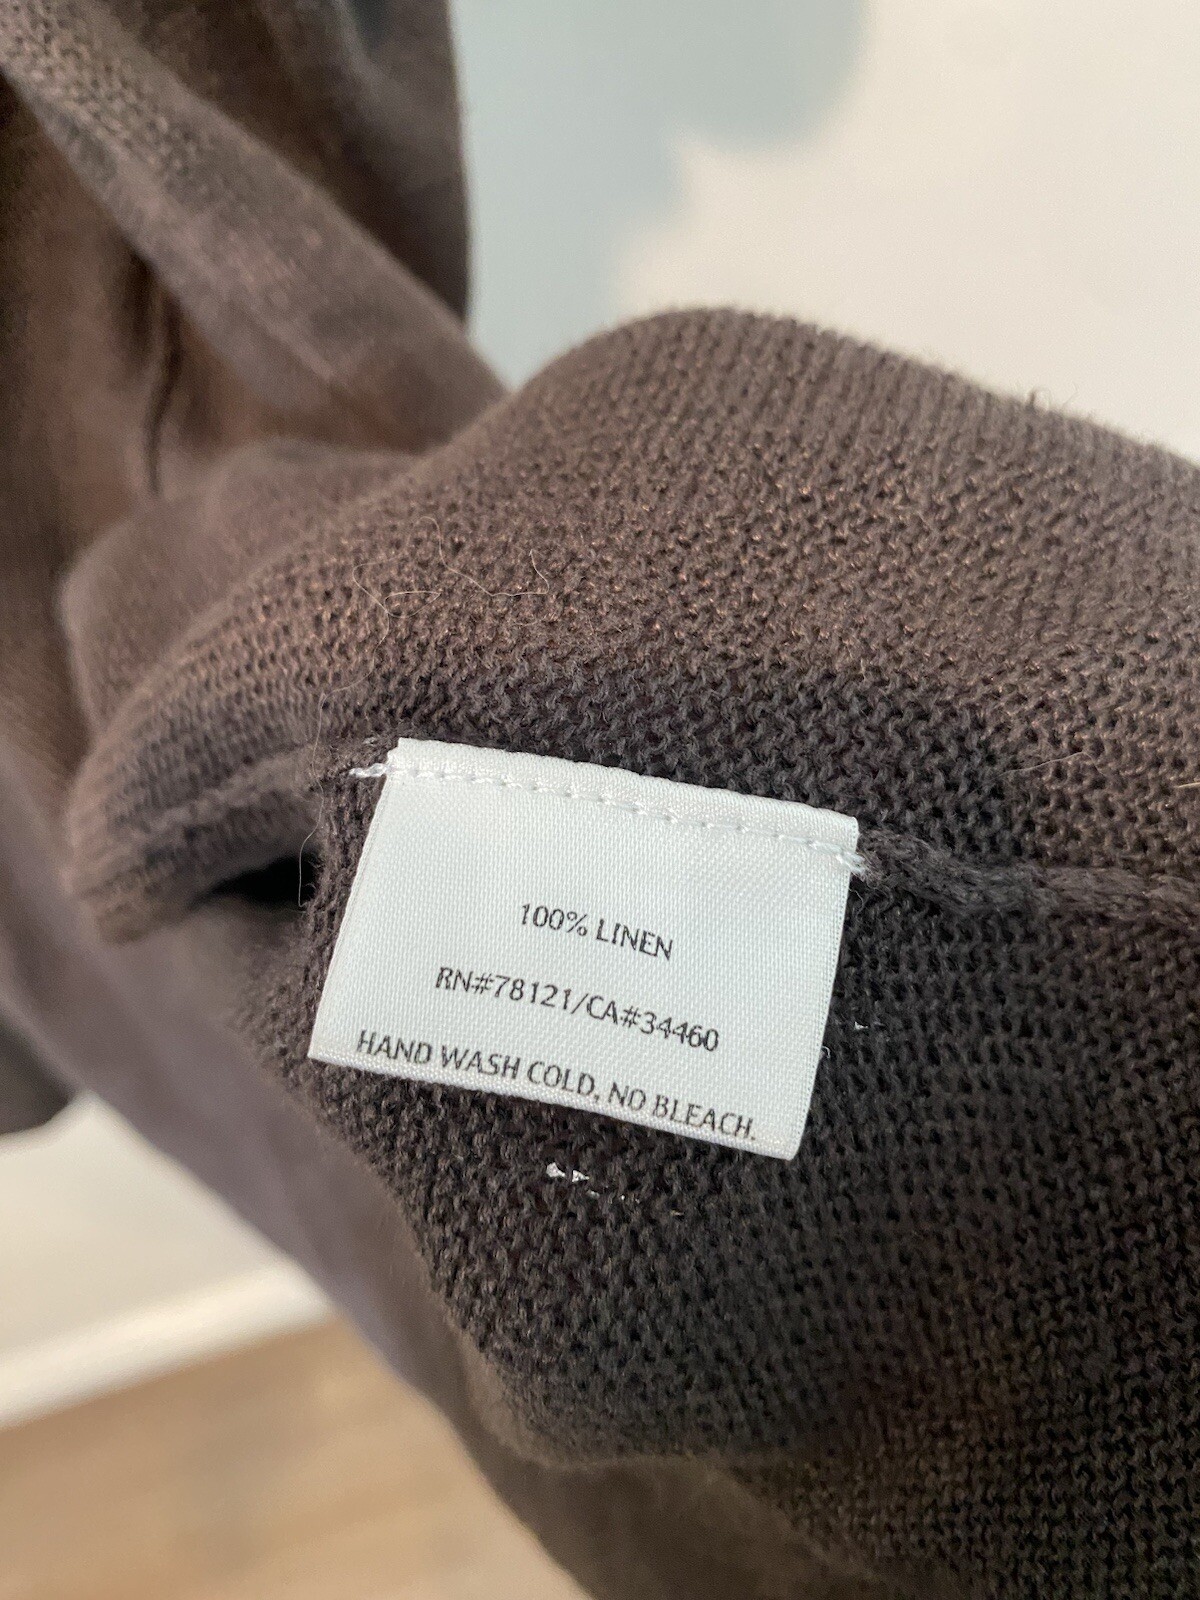 100% LINEN
RN#78121/CA#34460
HAND WASH COLD, NO BLEACH.